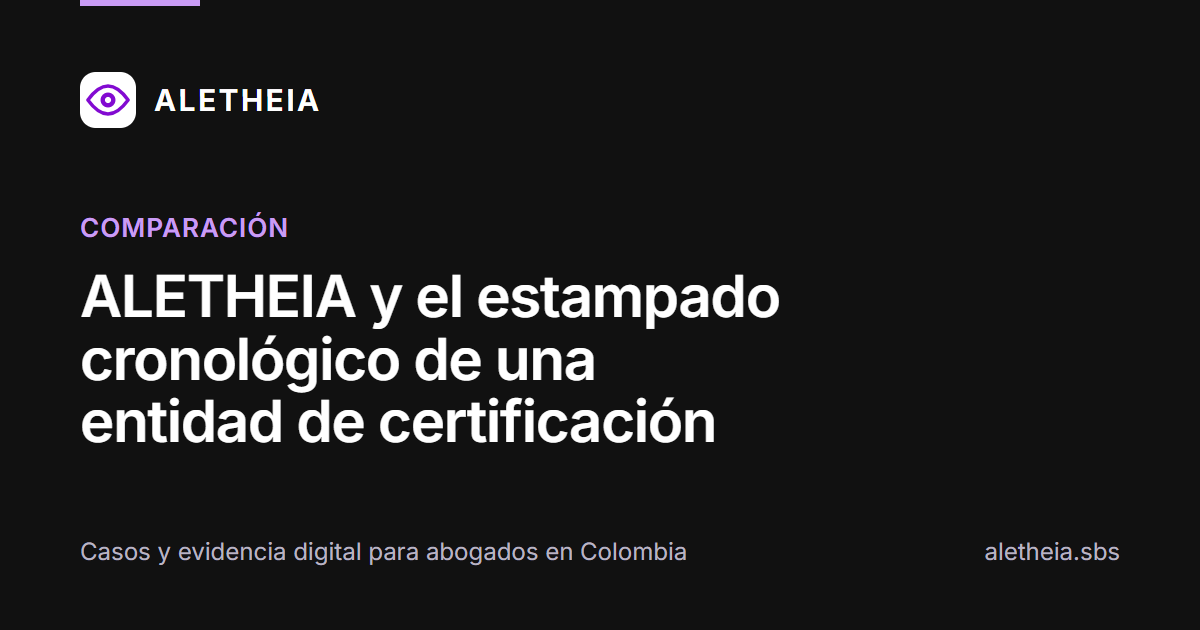 ALETHEIA
COMPARACIÓN
ALETHEIA y el estampado
cronológico de una
entidad de certificación
Casos y evidencia digital para abogados en Colombia
aletheia.sbs